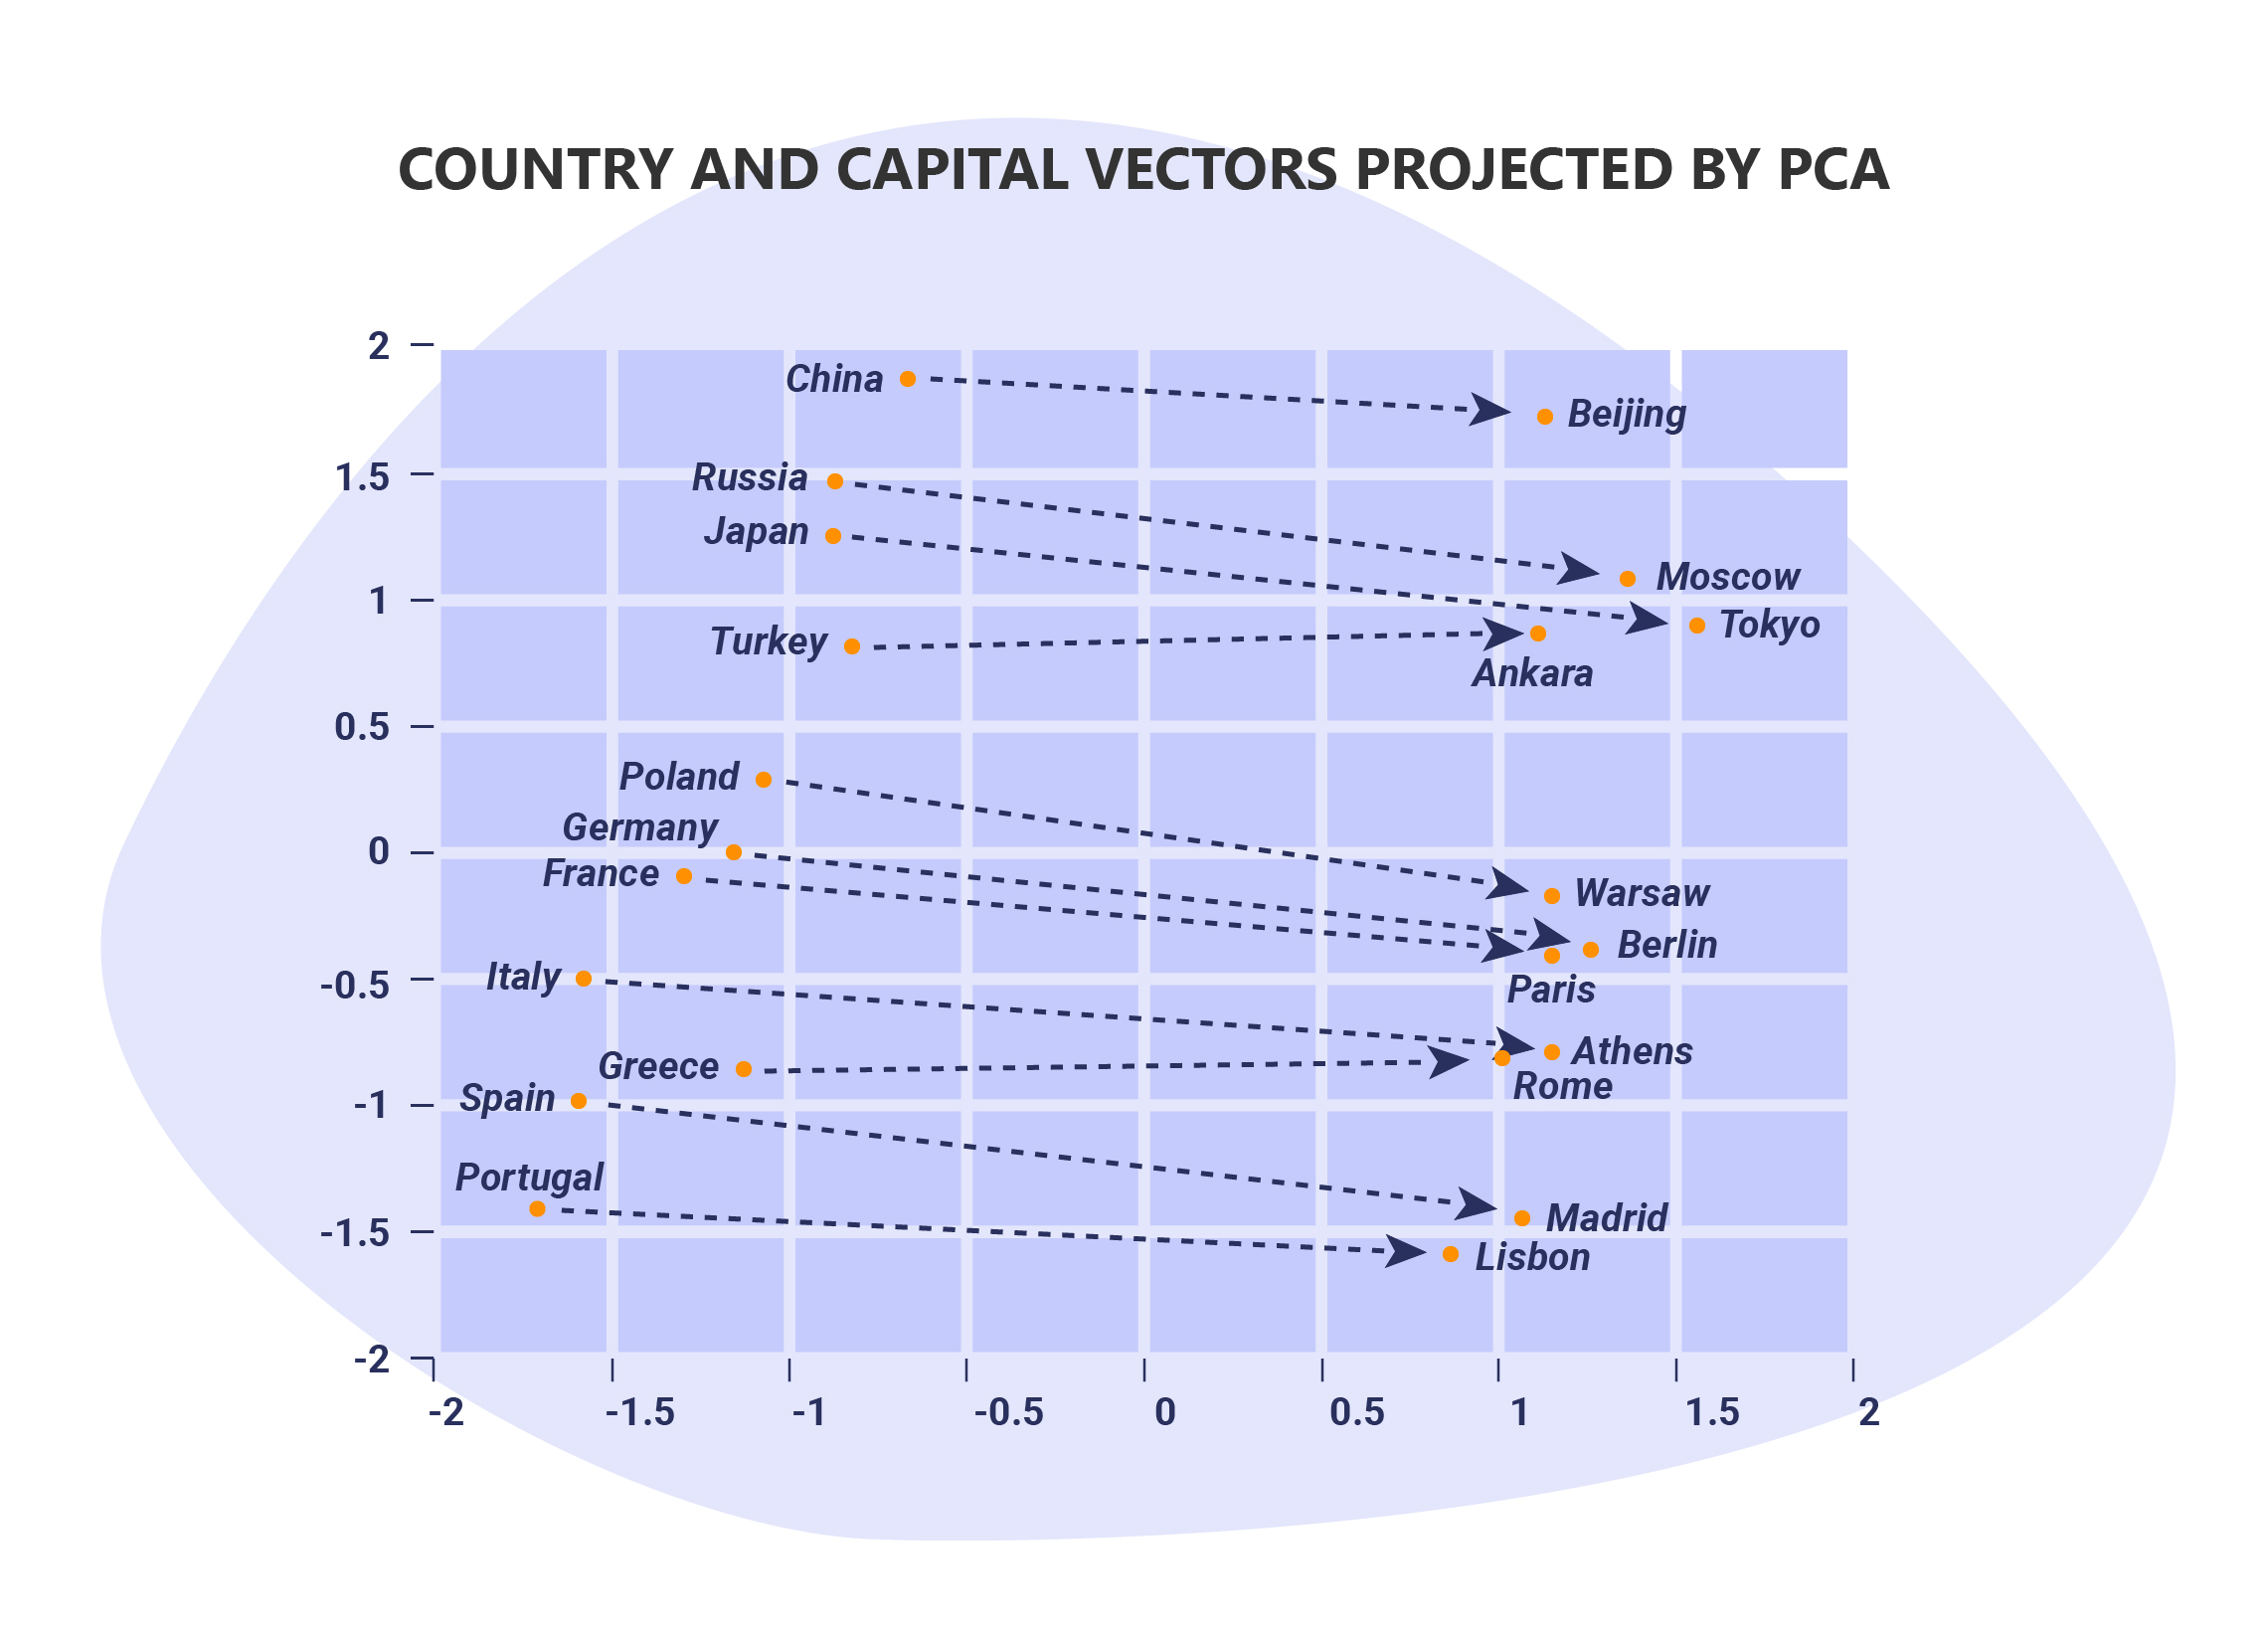 COUNTRY AND CAPITAL VECTORS PROJECTED BY PCA
2
China
Beijing
1.5
Russia
Japan
Moscow
1
Tokyo
Turkey
Ankara
0.5
Poland
Germany
0
France
Warsaw
Berlin
-0.5
Italy
Paris
Athens
Greece
Rome
-1
Spain
Portugal
Madrid
-1.5
Lisbon
-2
-2 -1.5 -1 -0.5 0 0.5 1 1.5 2